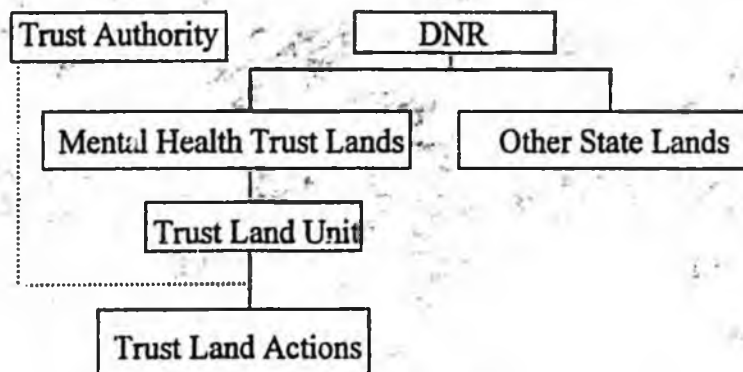 Trust Authority
DNR
Mental Health Trust Lands
Other State Lands
Trust Land Unit
Trust Land Actions